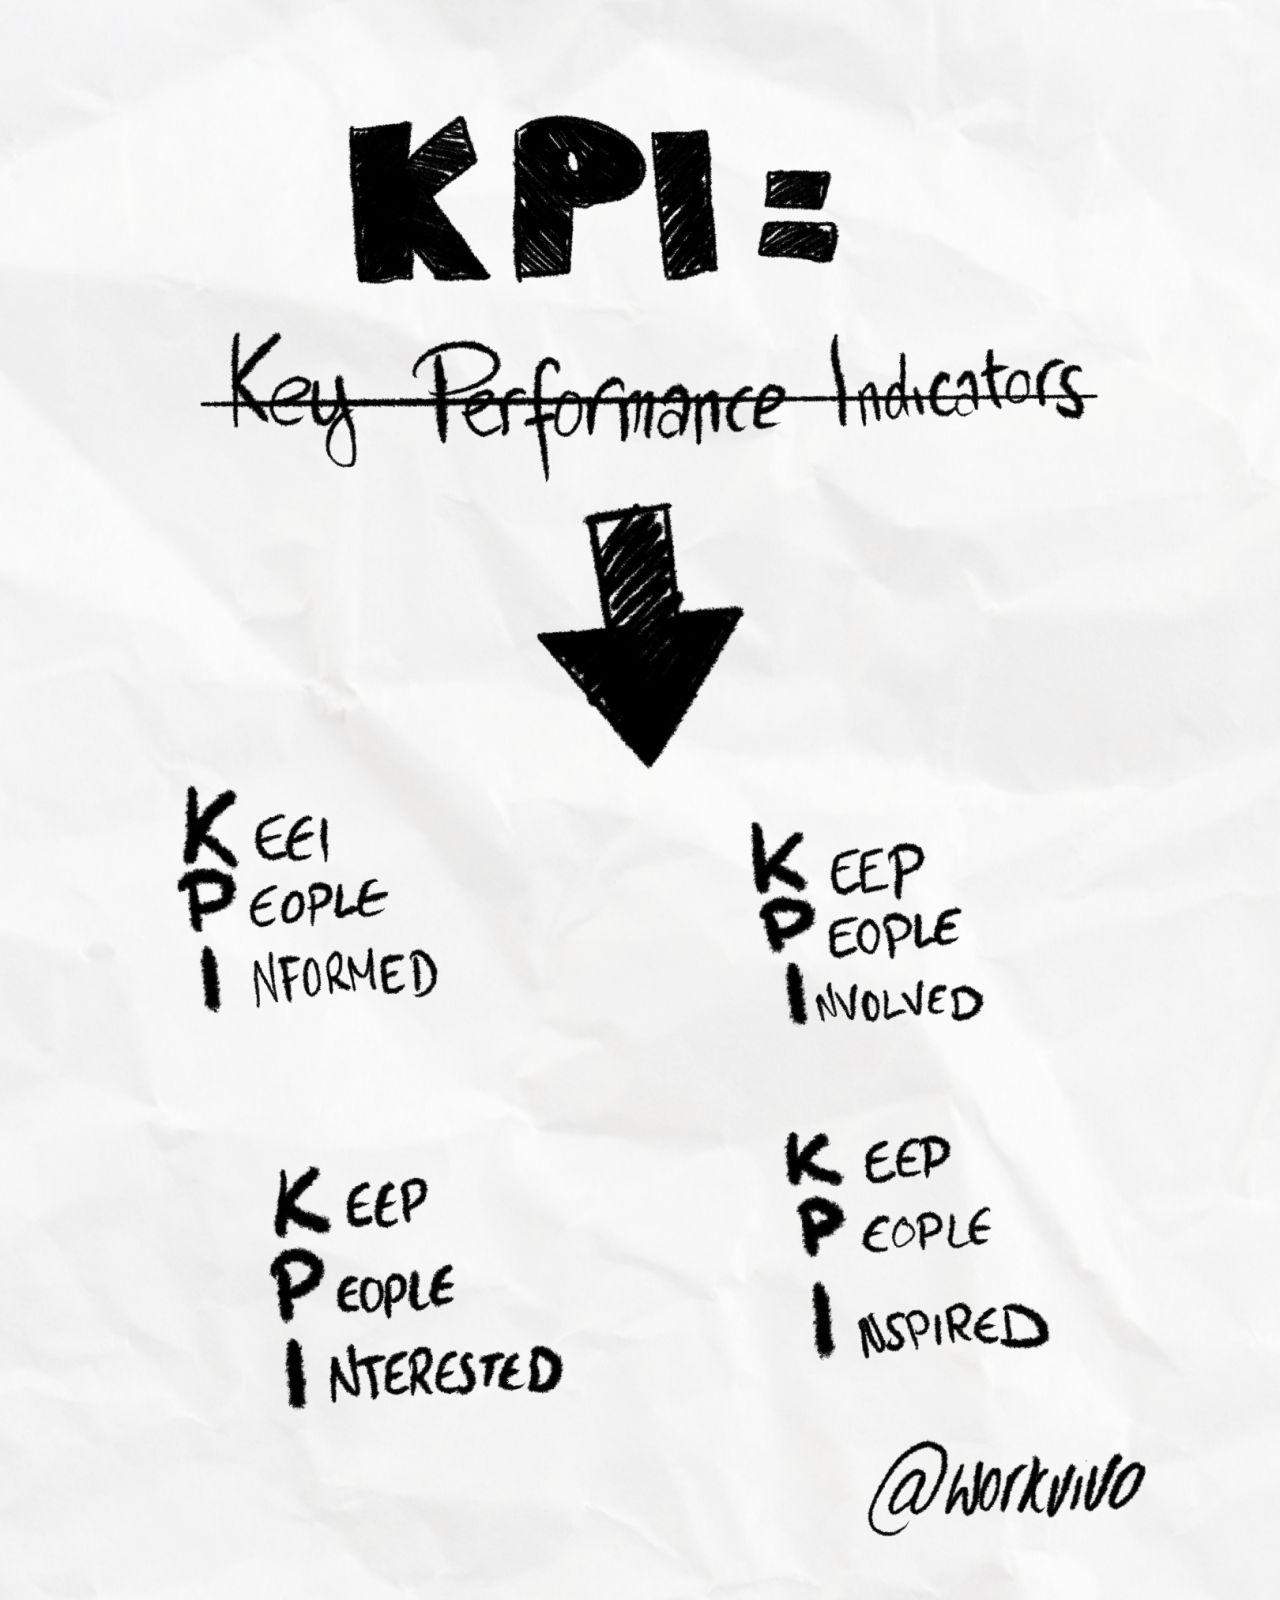 KPI =
Key Performance Indicators
KEEI
PEOPLE
INFORMED
KEEP
PEOPLE
INVOLVED
KEEP
PEOPLE
INTERESTED
KEEP
PEOPLE
INSPIRED
@workvivo